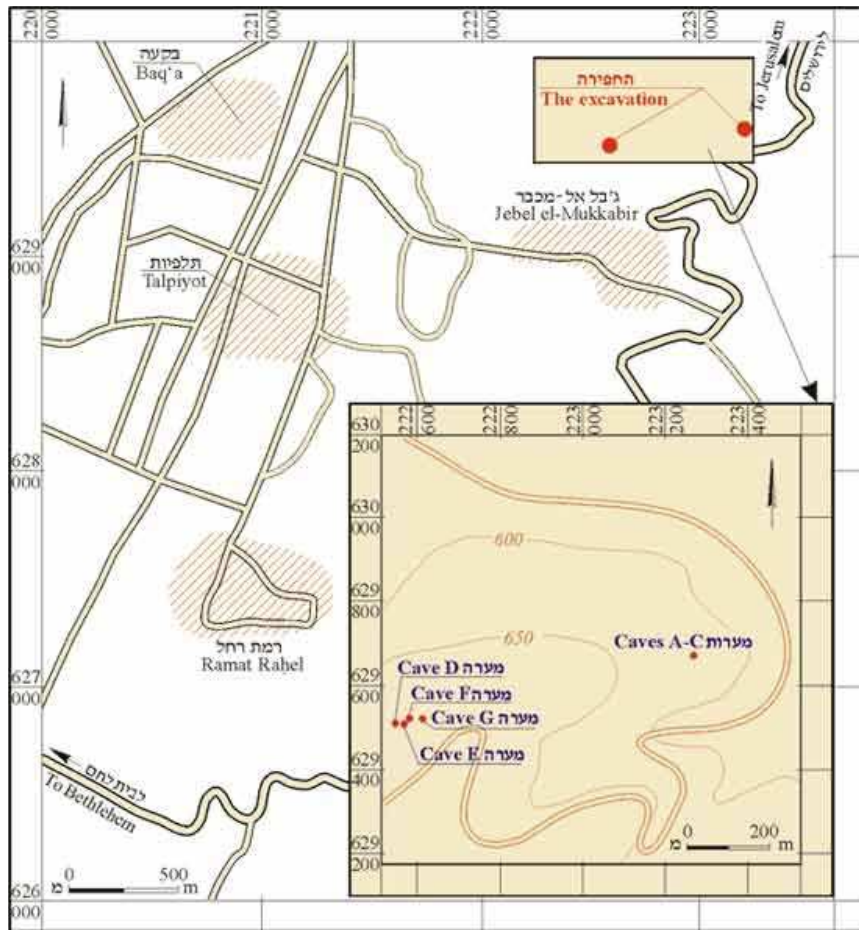 220
000
221
000
222
000
223
000
בקעה
Baq‘a
החפירה
The excavation
לירושלים
To Jerusalem
ג'בל אל-מכבר
Jebel el-Mukkabir
629
000
תלפיות
Talpiyot
628
000
רמת רחל
Ramat Raḥel
627
000
לבית לחם
To Bethlehem
0 500
מ m
626
000
222
600
222
800
223
000
223
200
223
400
630
200
630
000
600
629
800
650
Caves A-C מערות
Cave D מערה
629
600
Cave F מערה
Cave G מערה
Cave E מערה
629
400
0 200
מ m
629
200